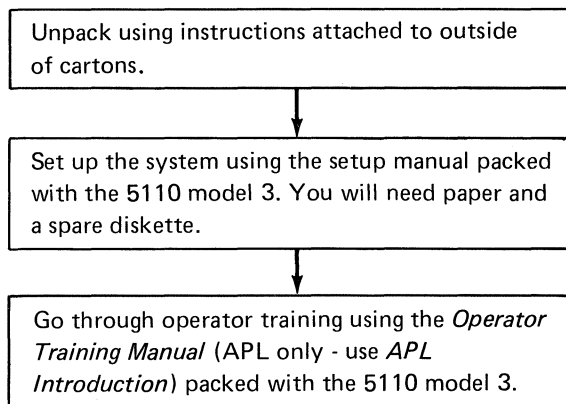 Unpack using instructions attached to outside
of cartons.
Set up the system using the setup manual packed
with the 5110 model 3. You will need paper and
a spare diskette.
Go through operator training using the Operator
Training Manual (APL only - use APL
Introduction) packed with the 5110 model 3.